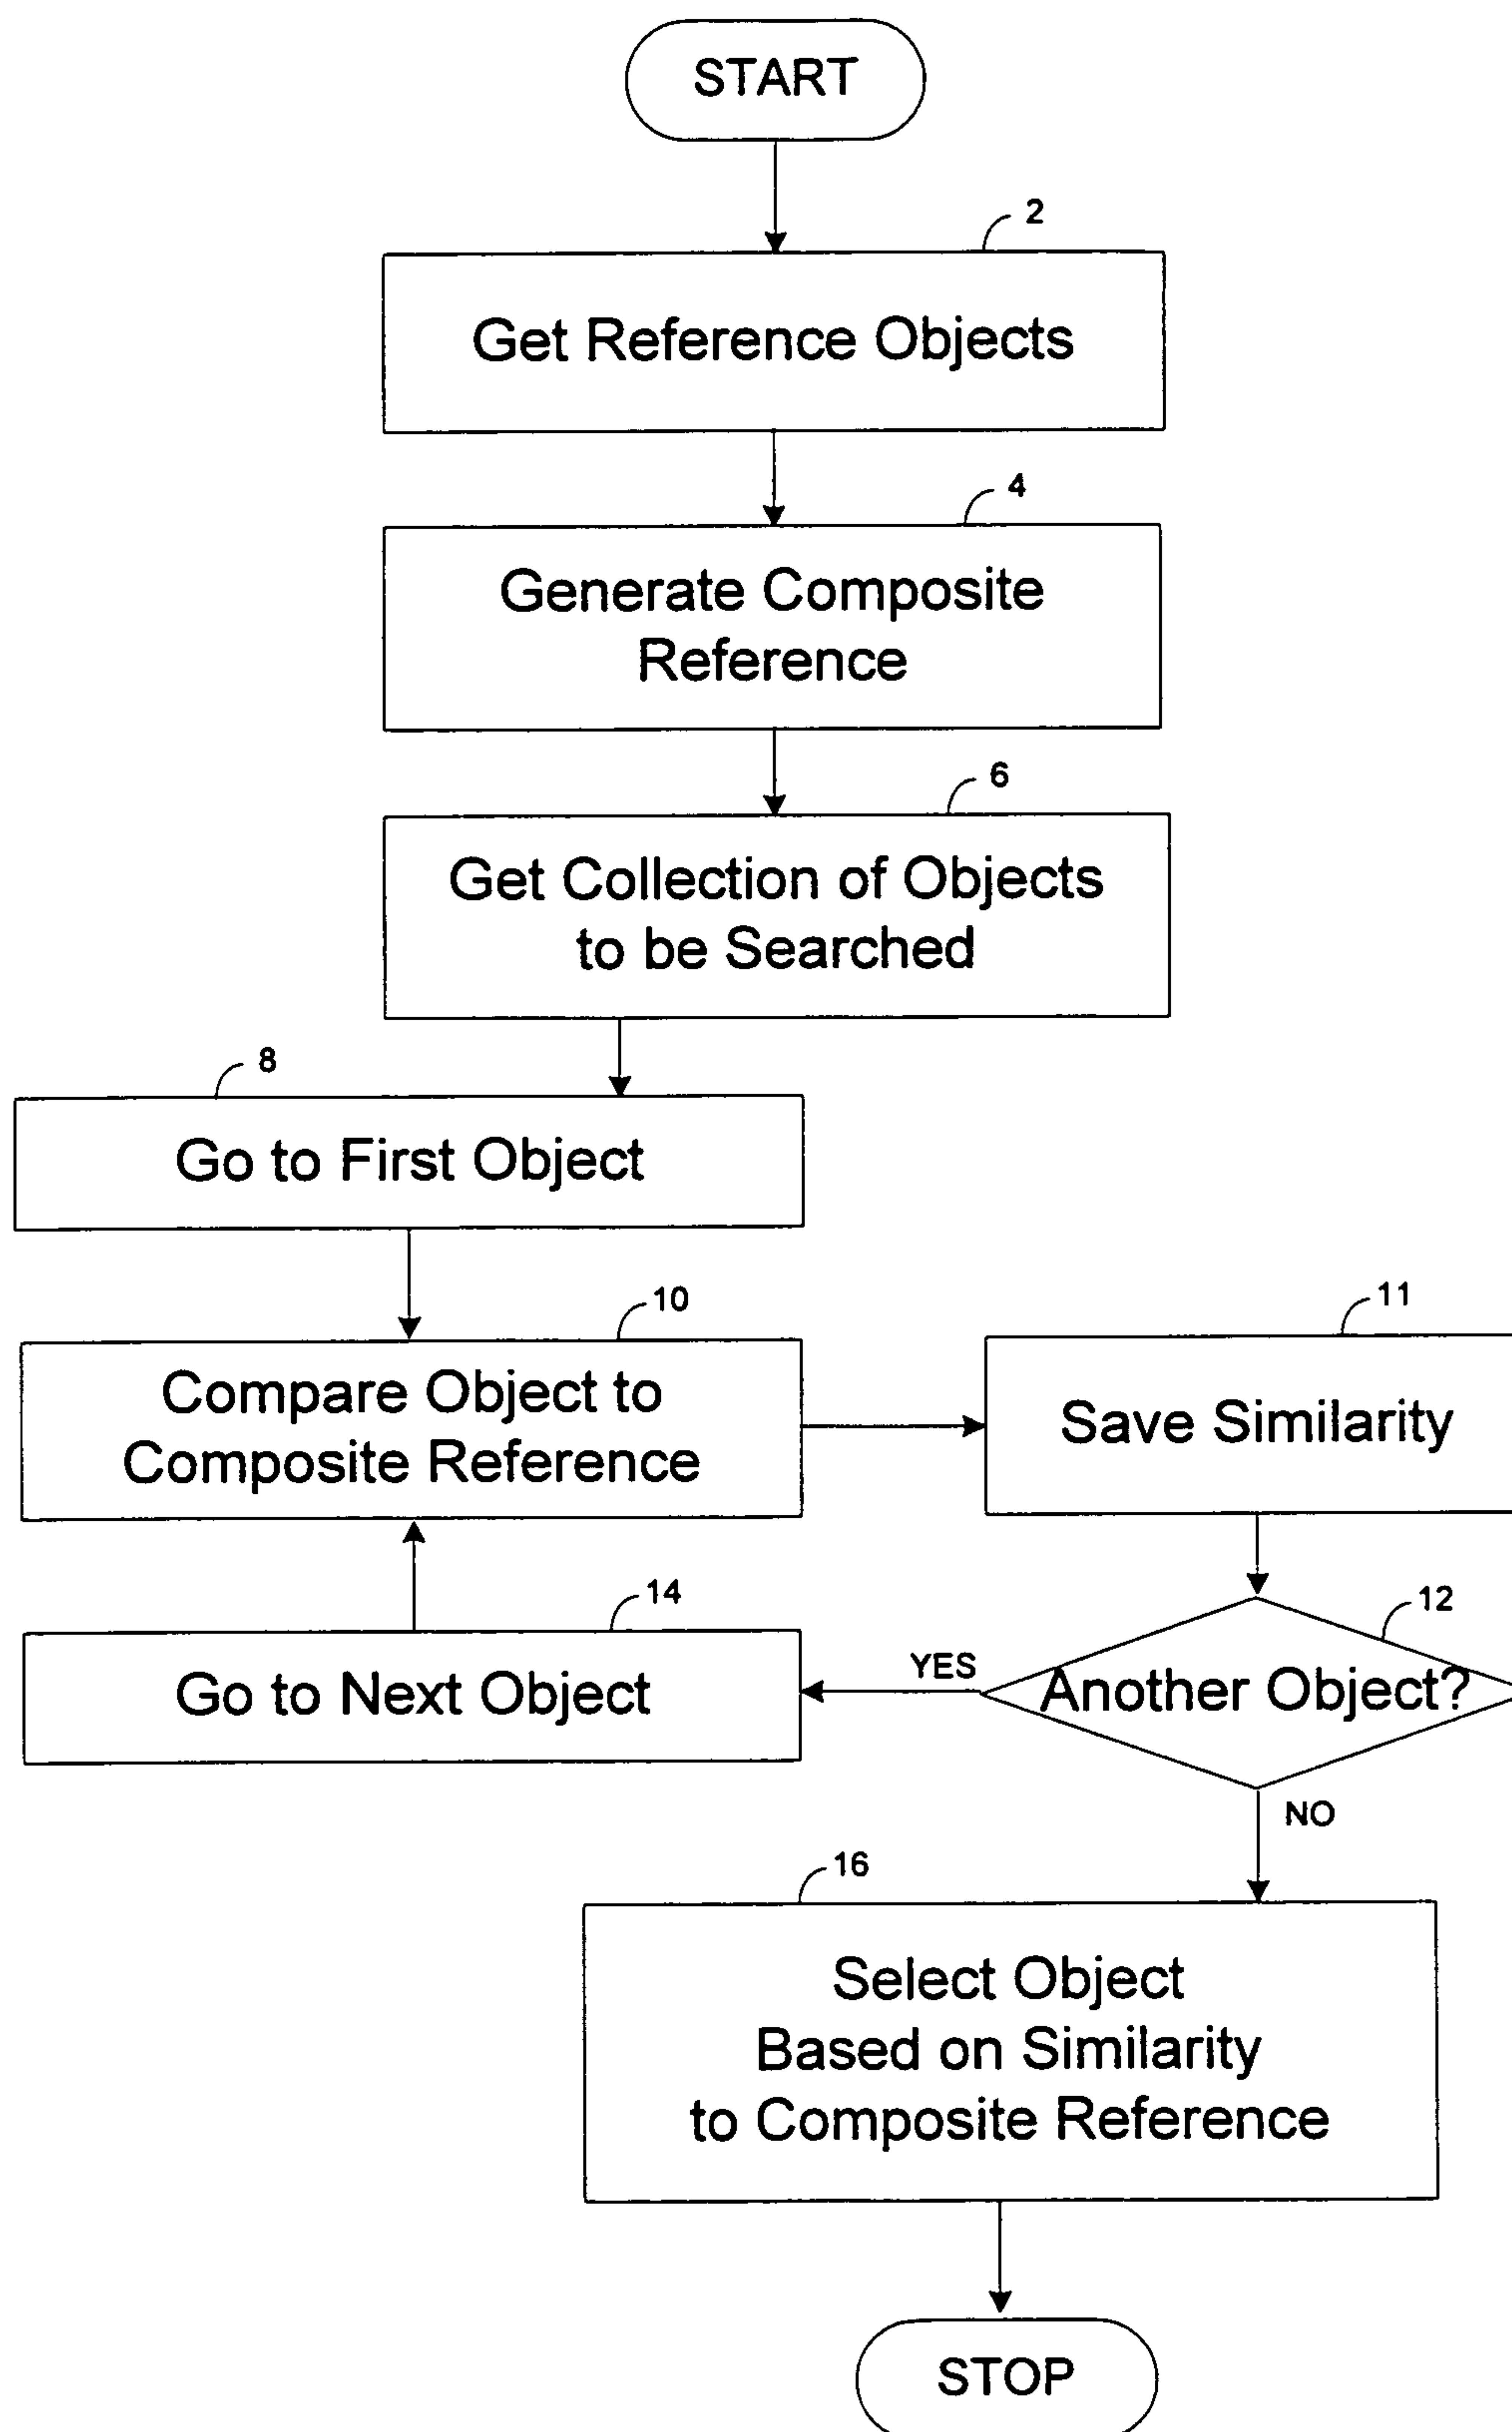 START
2
Get Reference Objects
4
Generate Composite
Reference
6
Get Collection of Objects
to be Searched
8
Go to First Object
10
Compare Object to
Composite Reference
11
Save Similarity
12
Another Object?
YES
14
Go to Next Object
NO
16
Select Object
Based on Similarity
to Composite Reference
STOP